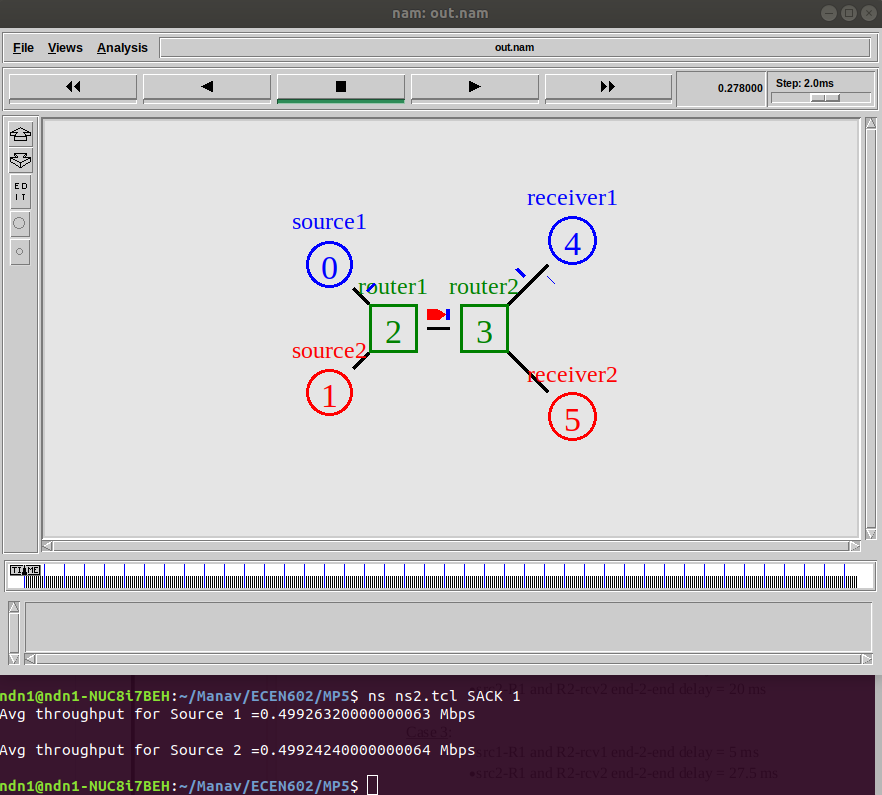 nam: out.nam
File Views Analysis out.nam
0.278000 Step: 2.0ms
ED
IT
receiver1
source1
4
0
router1 router2
2 3
source2
receiver2
1
5
TIME
ndn1@ndn1-NUC8i7BEH:~/Manav/ECEN602/MP5$ ns ns2.tcl SACK 1
src2-R1 and R2-rcv2 end-2-end delay = 20 ms
Avg throughput for Source 1 =0.49926320000000063 Mbps
Case 3:
Avg throughput for Source 2 =0.49924240000000064 Mbps
src1-R1 and R2-rcv1 end-2-end delay = 5 ms
•src2-R1 and R2-rcv2 end-2-end delay = 27.5 ms
ndn1@ndn1-NUC8i7BEH:~/Manav/ECEN602/MP5$